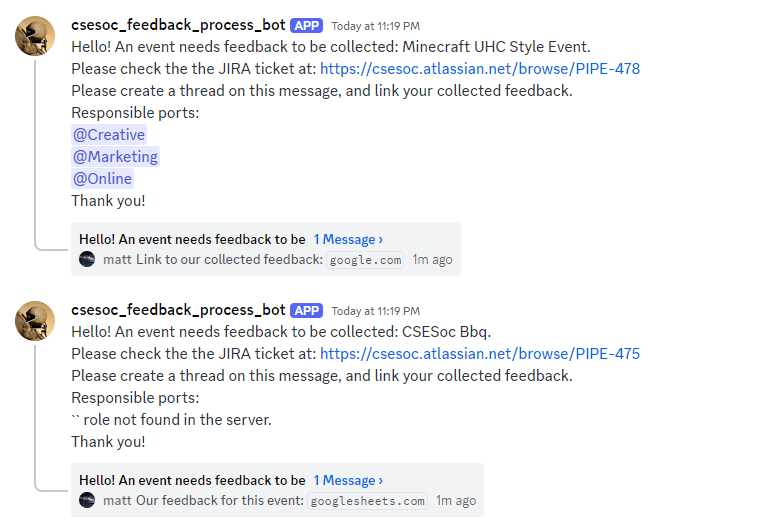 csesoc_feedback_process_bot APP Today at 11:19 PM
Hello! An event needs feedback to be collected: Minecraft UHC Style Event.
Please check the the JIRA ticket at: https://csesoc.atlassian.net/browse/PIPE-478
Please create a thread on this message, and link your collected feedback.
Responsible ports:
@Creative
@Marketing
@Online
Thank you!
Hello! An event needs feedback to be 1 Message ›
matt Link to our collected feedback: google.com 1m ago
csesoc_feedback_process_bot APP Today at 11:19 PM
Hello! An event needs feedback to be collected: CSESoc Bbq.
Please check the the JIRA ticket at: https://csesoc.atlassian.net/browse/PIPE-475
Please create a thread on this message, and link your collected feedback.
Responsible ports:
`` role not found in the server.
Thank you!
Hello! An event needs feedback to be 1 Message ›
matt Our feedback for this event: googlesheets.com 1m ago